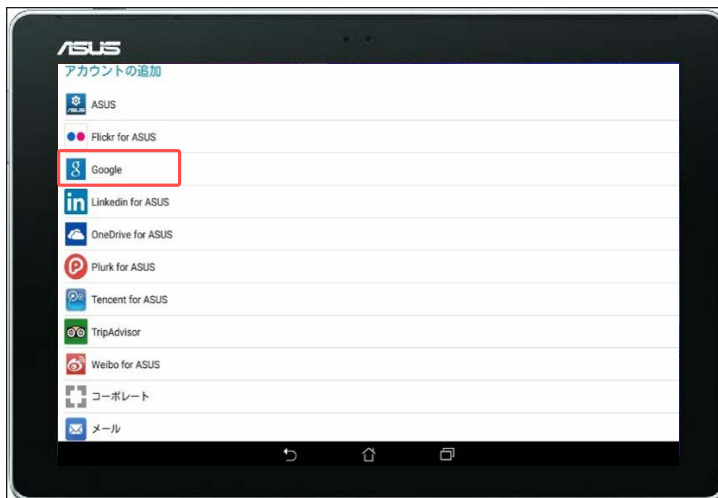 ASUS
アカウントの追加
ASUS
Flickr for ASUS
Google
Linkedin for ASUS
OneDrive for ASUS
Plurk for ASUS
Tencent for ASUS
TripAdvisor
Weibo for ASUS
コーポレート
メール